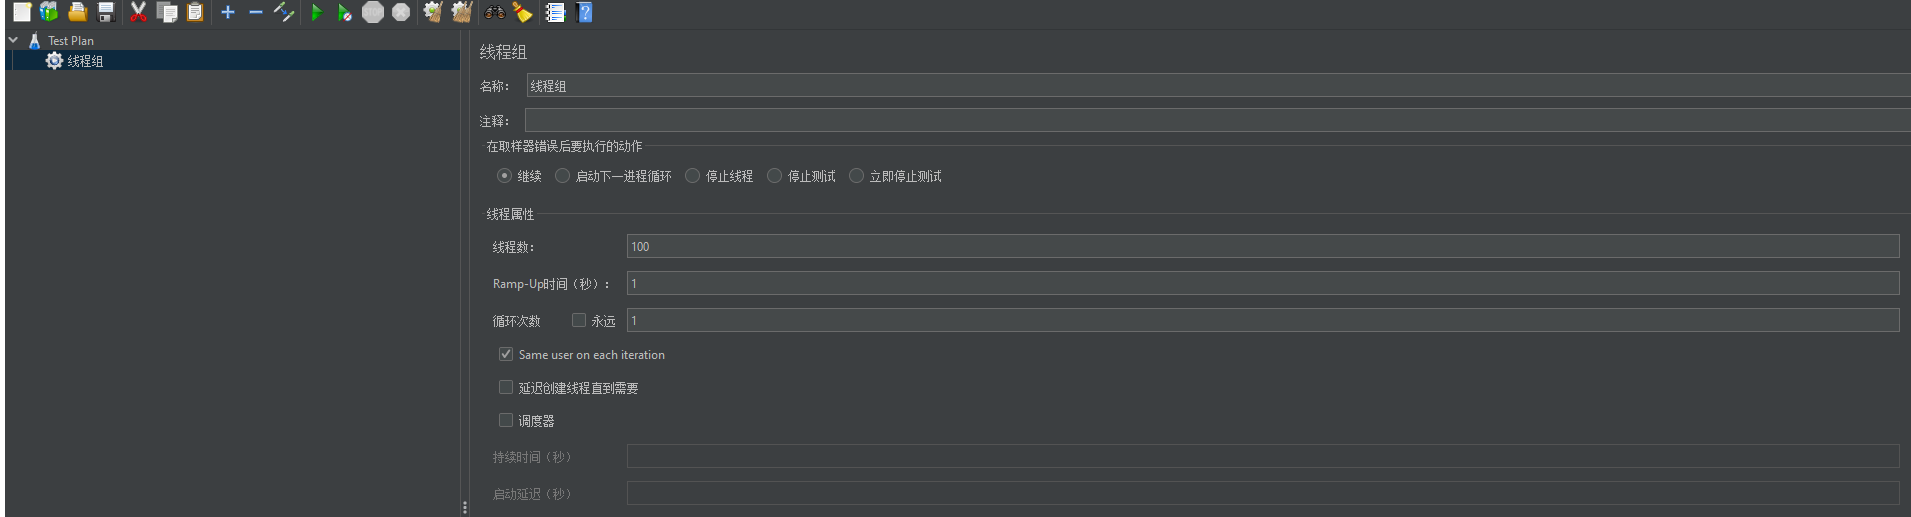 STOP
Test Plan
线程组
线程组
名称：
线程组
注释：
在取样器错误后要执行的动作
继续 启动下一进程循环 停止线程 停止测试 立即停止测试
线程属性
线程数：
100
Ramp-Up时间（秒）：
1
循环次数 永远
1
Same user on each iteration
延迟创建线程直到需要
调度器
持续时间（秒）
启动延迟（秒）